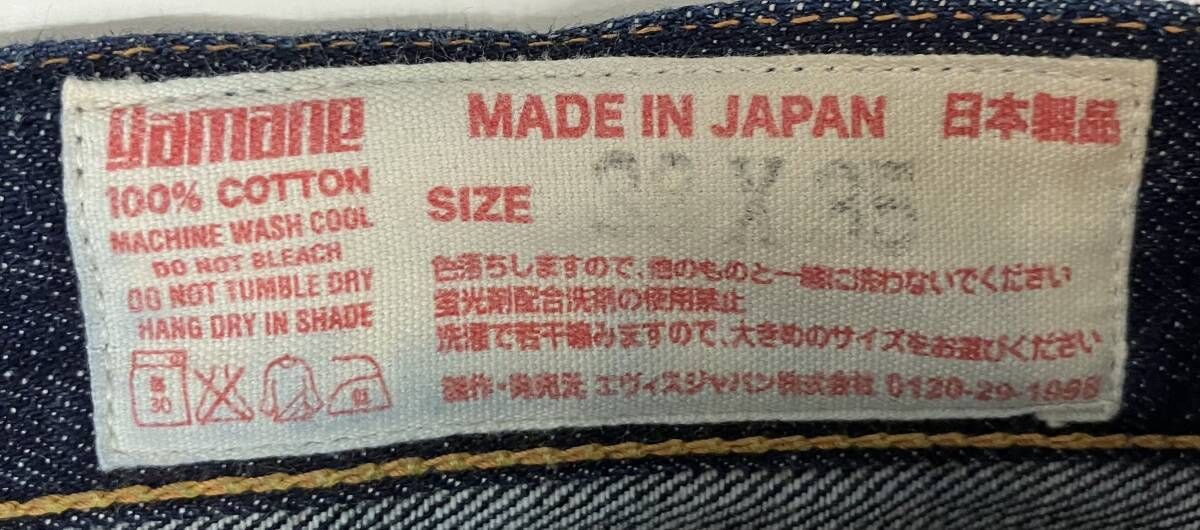 yamane
100% COTTON
MACHINE WASH COOL
DO NOT BLEACH
DO NOT TUMBLE DRY
HANG DRY IN SHADE
30
MADE IN JAPAN 日本製品
SIZE X 35
色落ちしますので、他のものと一緒に洗わないでください
蛍光剤配合洗剤の使用禁止
洗濯で若干縮みますので、大きめのサイズをお選びください
製作・発売元 エヴィスジャパン株式会社 0120-29-1998